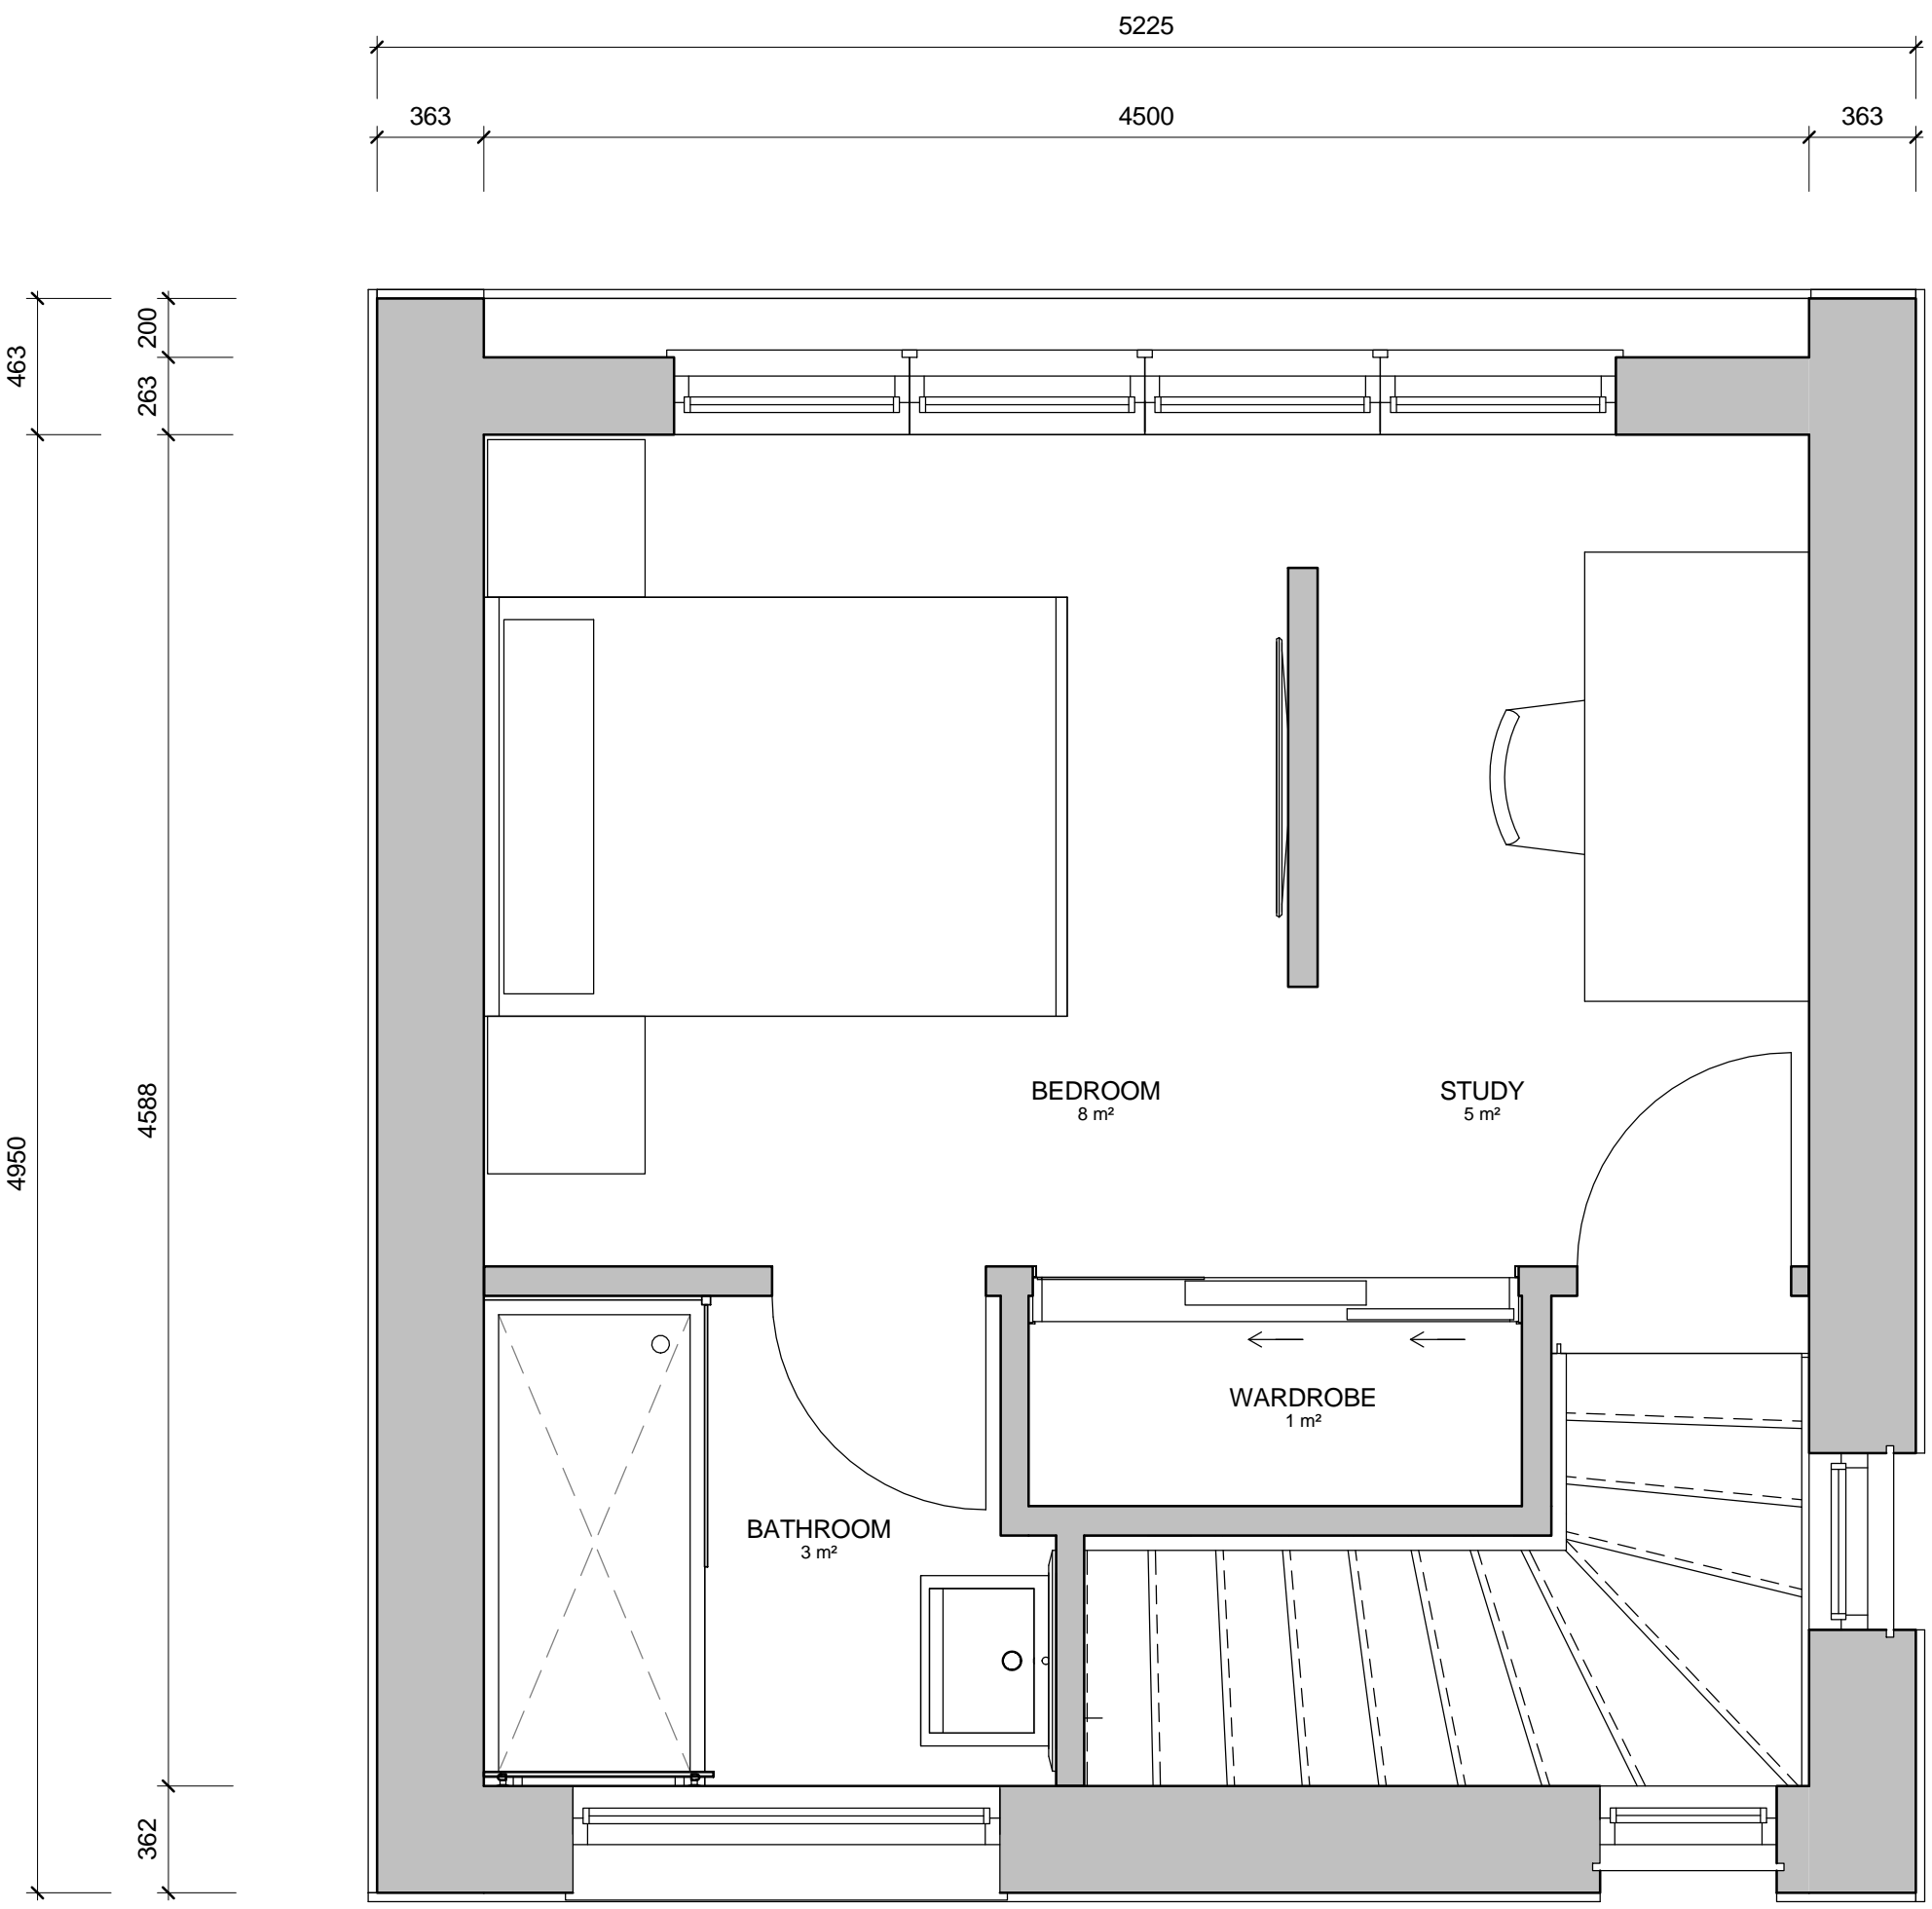 5225
363
4500
363
200
463
263
4588
4950
362
BEDROOM
8 m²
STUDY
5 m²
WARDROBE
1 m²
BATHROOM
3 m²